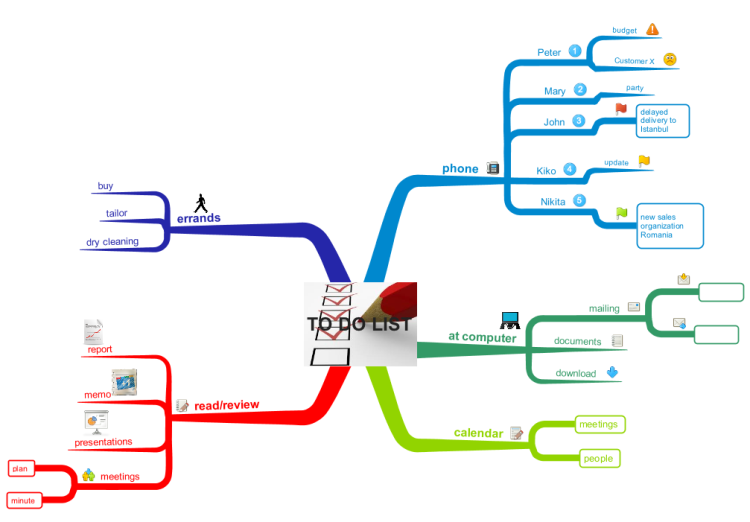 TO DO LIST
phone
Peter
1
budget
Customer x
Mary
2
party
John
3
delayed
delivery to
Istanbul
Kiko
4
update
Nikita
5
new sales
organization
Romania
at computer
mailing
documents
download
calendar
meetings
people
errands
buy
tailor
dry cleaning
read/review
report
memo
presentations
meetings
plan
minute